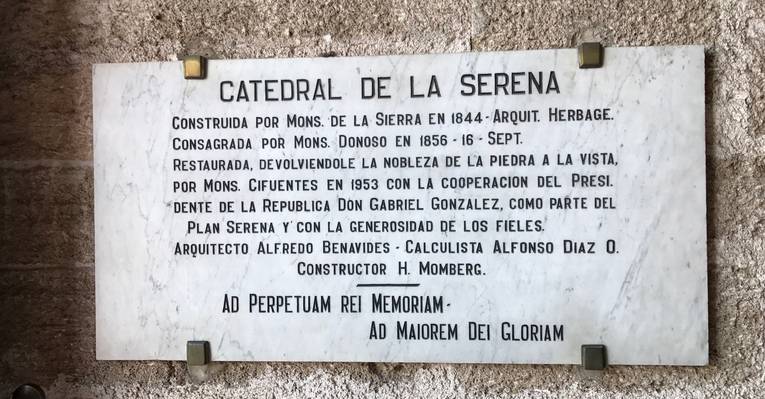 CATEDRAL DE LA SERENA
CONSTRUIDA POR MONS. DE LA SIERRA EN 1844-ARQUIT. HERBAGE.
CONSAGRADA POR MONS. DONOSO EN 1856-16-SEPT.
RESTAURADA, DEVOLVIENDOLE LA NOBLEZA DE LA PIEDRA A LA VISTA,
POR MONS. CIFUENTES EN 1953 CON LA COOPERACION DEL PRESI.
DENTE DE LA REPUBLICA DON GABRIEL GONZALEZ, COMO PARTE DEL
PLAN SERENA Y CON LA GENEROSIDAD DE LOS FIELES.
ARQUITECTO ALFREDO BENAVIDES-CALCULISTA ALFONSO DIAZ O.
CONSTRUCTOR H. MOMBERG.
AD PERPETUAM REI MEMORIAM-
AD MAIOREM DEI GLORIAM